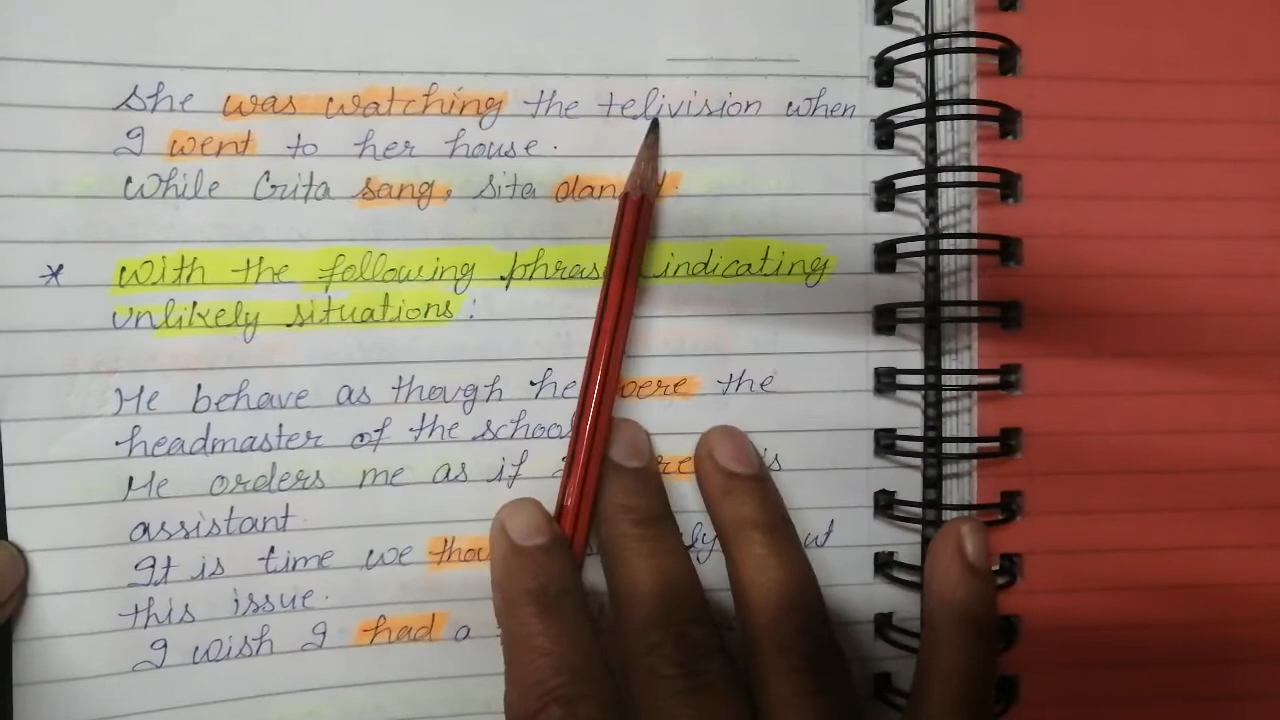 She was watching the telivision when
I went to her house.
While Gita sang, Sita
With the following indicating
unlikely situations:
He behave as though he were the
headmaster of the school
He orders me as if
assistant
It is time we
this issue.
I wish I had a